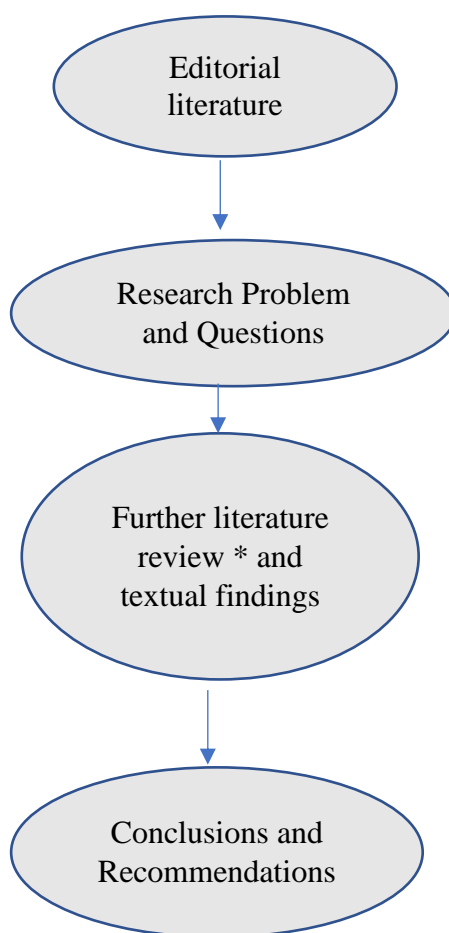 Editorial
literature
Research Problem
and Questions
Further literature
review * and
textual findings
Conclusions and
Recommendations